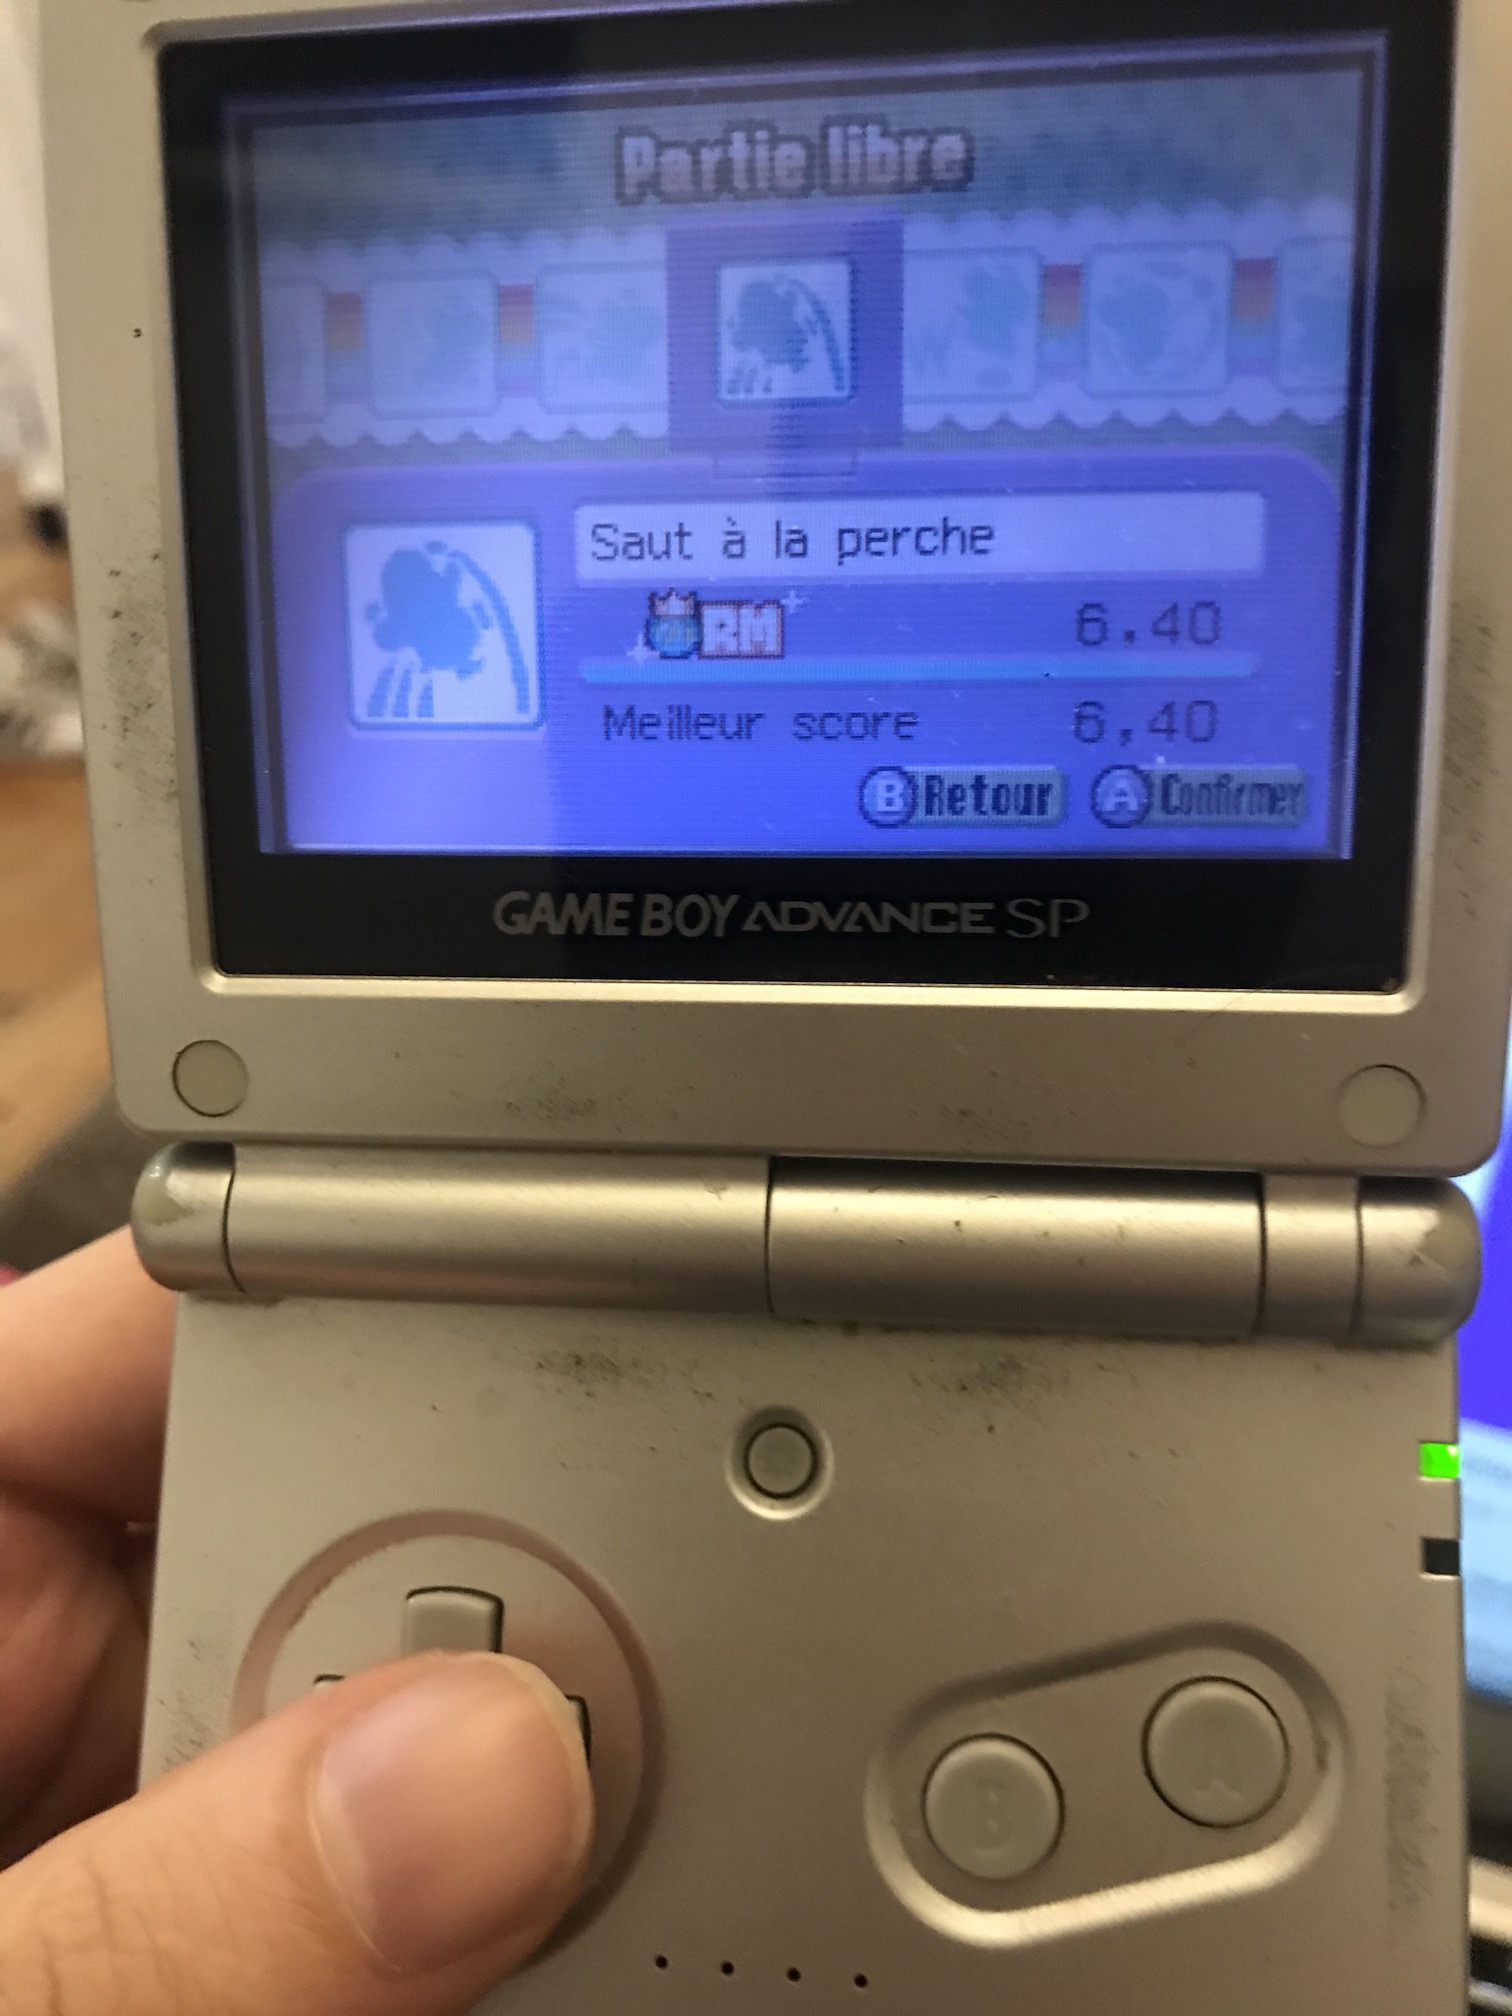 Partie libre
Saut à la perche
RM 6,40
Meilleur score 6,40
B Retour A Confirmer
GAME BOY ADVANCE SP
B A